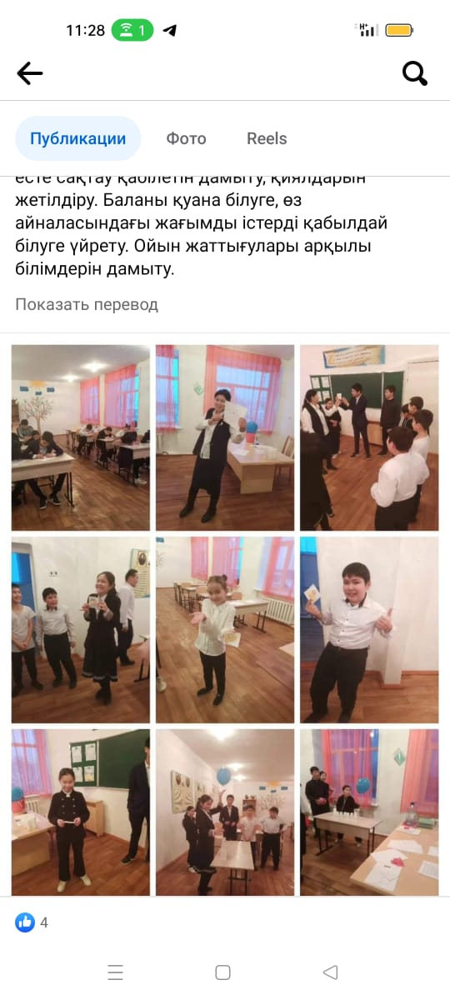 11:28
1
H+
Публикации
Фото
Reels
есте сақтау қабілетін дамыту, қиялдарын
жетілдіру. Баланы қуана білуге, өз
айналасындағы жағымды істерді қабылдай
білуге үйрету. Ойын жаттығулары арқылы
білімдерін дамыту.
Показать перевод
4